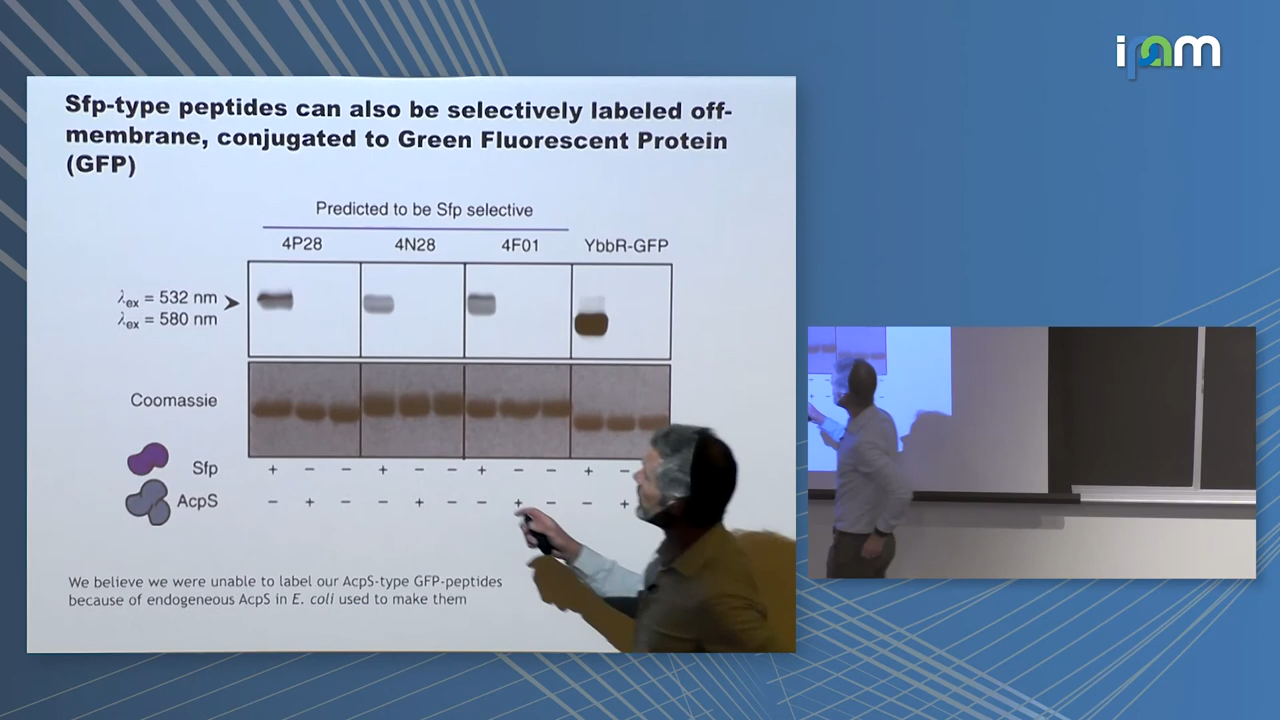 ipam
Sfp-type peptides can also be selectively labeled off-
membrane, conjugated to Green Fluorescent Protein
(GFP)
Predicted to be Sfp selective
4P28 4N28 4F01 YbbR-GFP
λex = 532 nm
λex = 580 nm
Coomassie
Sfp + − − + − − + − − + −
AcpS − + − − + − − + − − +
We believe we were unable to label our AcpS-type GFP-peptides
because of endogeneous AcpS in E. coli used to make them